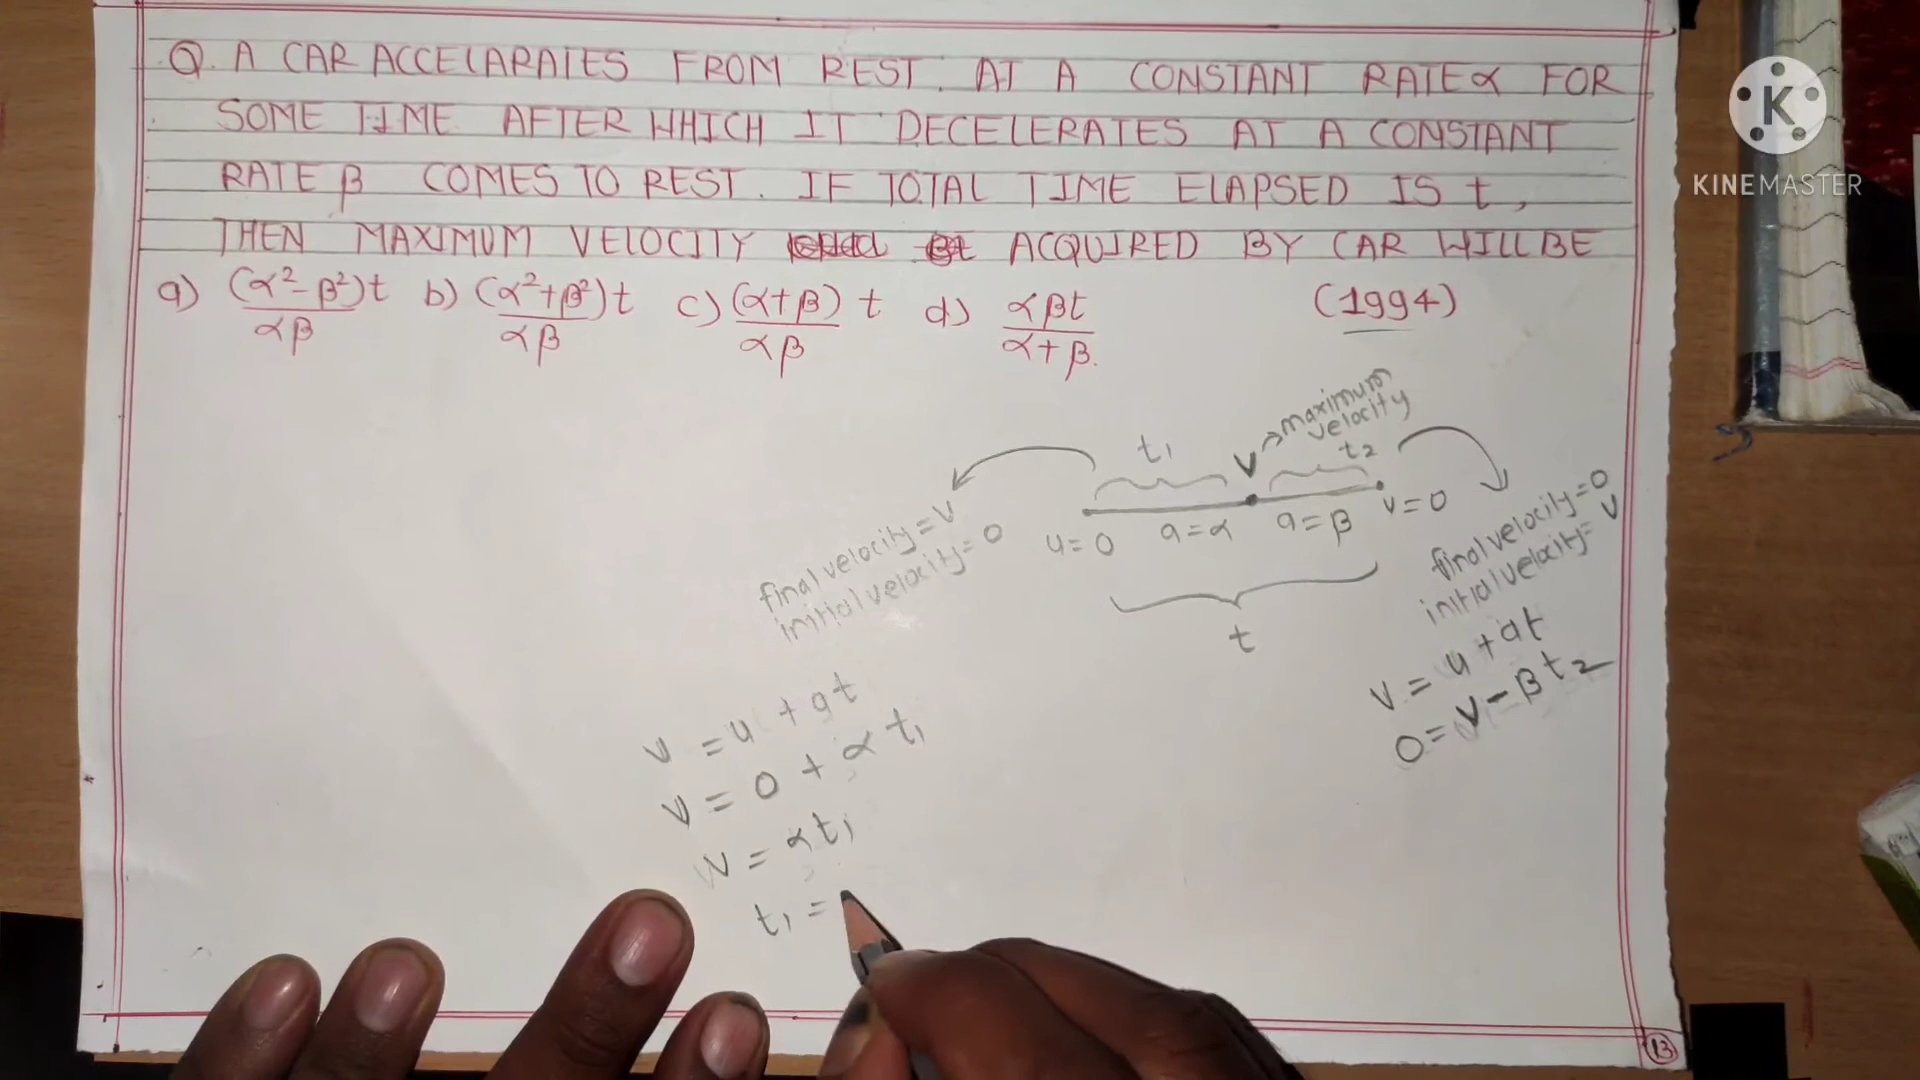 Q. A CAR ACCELARATES FROM REST. AT A CONSTANT RATE α FOR
SOME TIME AFTER WHICH IT DECELERATES AT A CONSTANT
RATE β COMES TO REST. IF TOTAL TIME ELAPSED IS t,
THEN MAXIMUM VELOCITY ACQUIRED BY CAR WILL BE
a) (α²-β²)t/αβ b) (α²+β²)t/αβ c) (α+β)t/αβ d) αβt/α+β. (1994)
K
KINEMASTER
maximum
velocity
t₁ V t₂
u=0 a=α a=β v=0
t
final velocity=V
initial velocity=0
final velocity=0
initial velocity=V
v=u+at
0=v-βt₂
v=u+at
v=0+αt₁
v=αt₁
t₁=
13